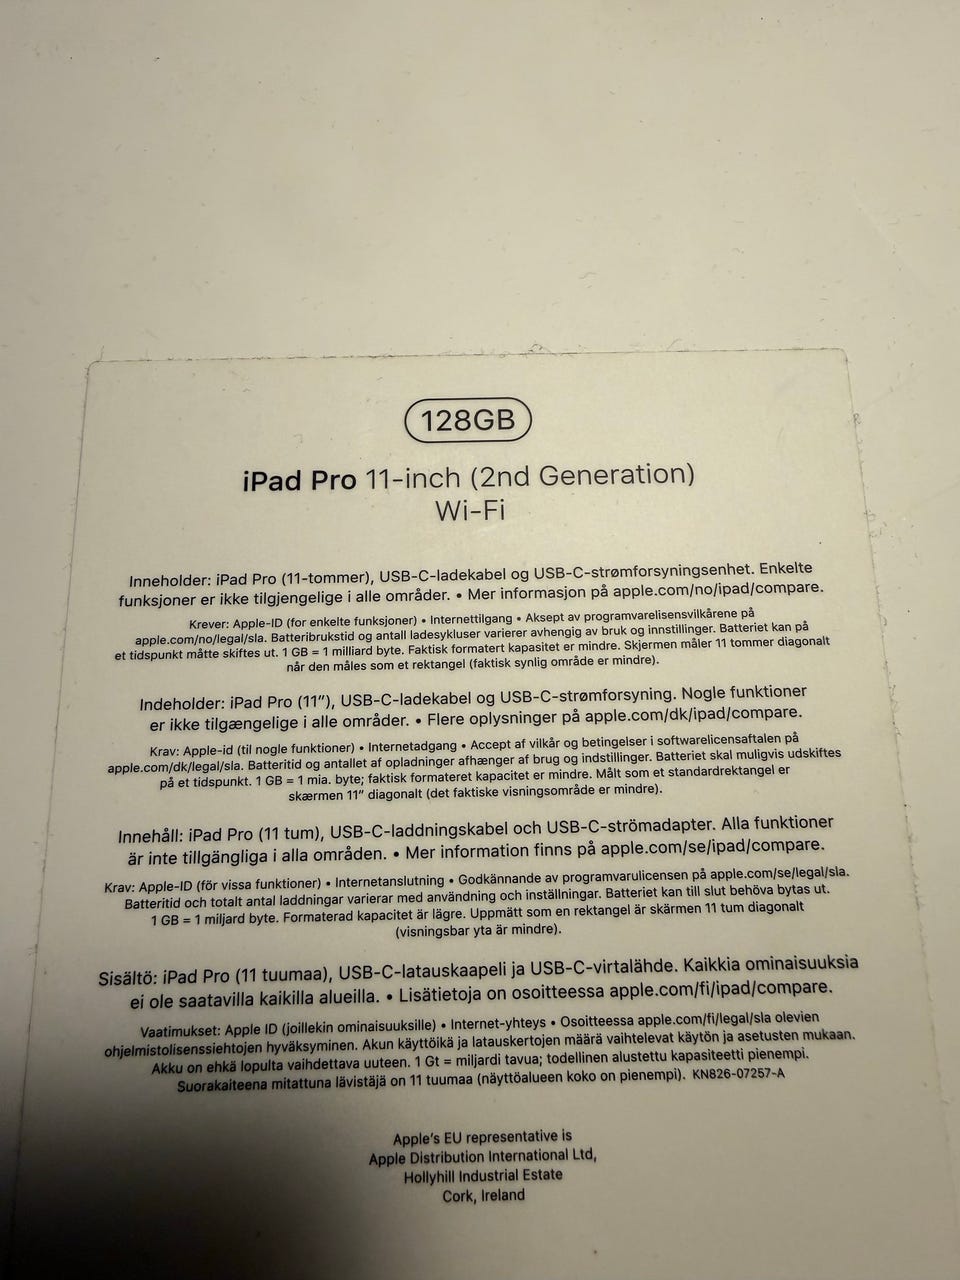 128GB
iPad Pro 11-inch (2nd Generation)
Wi-Fi
Inneholder: iPad Pro (11-tommer), USB-C-ladekabel og USB-C-strømforsyningsenhet. Enkelte
funksjoner er ikke tilgjengelige i alle områder. • Mer informasjon på apple.com/no/ipad/compare.
Krever: Apple-ID (for enkelte funksjoner) • Internettilgang • Aksept av programvarelisensvilkårene på
apple.com/no/legal/sla. Batteribrukstid og antall ladesykluser varierer avhengig av bruk og innstillinger. Batteriet kan på
et tidspunkt måtte skiftes ut. 1 GB = 1 milliard byte. Faktisk formatert kapasitet er mindre. Skjermen måler 11 tommer diagonalt
når den måles som et rektangel (faktisk synlig område er mindre).
Indeholder: iPad Pro (11″), USB-C-ladekabel og USB-C-strømforsyning. Nogle funktioner
er ikke tilgængelige i alle områder. • Flere oplysninger på apple.com/dk/ipad/compare.
Krav: Apple-id (til nogle funktioner) • Internetadgang • Accept af vilkår og betingelser i softwarelicensaftalen på
apple.com/dk/legal/sla. Batteritid og antallet af opladninger afhænger af brug og indstillinger. Batteriet skal muligvis udskiftes
på et tidspunkt. 1 GB = 1 mia. byte; faktisk formateret kapacitet er mindre. Målt som et standardrektangel er
skærmen 11″ diagonalt (det faktiske visningsområde er mindre).
Innehåll: iPad Pro (11 tum), USB-C-laddningskabel och USB-C-strömadapter. Alla funktioner
är inte tillgängliga i alla områden. • Mer information finns på apple.com/se/ipad/compare.
Krav: Apple-ID (för vissa funktioner) • Internetanslutning • Godkännande av programvarulicensen på apple.com/se/legal/sla.
Batteritid och totalt antal laddningar varierar med användning och inställningar. Batteriet kan till slut behöva bytas ut.
1 GB = 1 miljard byte. Formaterad kapacitet är lägre. Uppmätt som en rektangel är skärmen 11 tum diagonalt
(visningsbar yta är mindre).
Sisältö: iPad Pro (11 tuumaa), USB-C-latauskaapeli ja USB-C-virtalähde. Kaikkia ominaisuuksia
ei ole saatavilla kaikilla alueilla. • Lisätietoja on osoitteessa apple.com/fi/ipad/compare.
Vaatimukset: Apple ID (joillekin ominaisuuksille) • Internet-yhteys • Osoitteessa apple.com/fi/legal/sla olevien
ohjelmistolisenssiehtojen hyväksyminen. Akun käyttöikä ja latauskertojen määrä vaihtelevat käytön ja asetusten mukaan.
Akku on ehkä lopulta vaihdettava uuteen. 1 Gt = miljardi tavua; todellinen alustettu kapasiteetti pienempi.
Suorakaiteena mitattuna lävistäjä on 11 tuumaa (näyttöalueen koko on pienempi). KN826-07257-A
Apple's EU representative is
Apple Distribution International Ltd,
Hollyhill Industrial Estate
Cork, Ireland